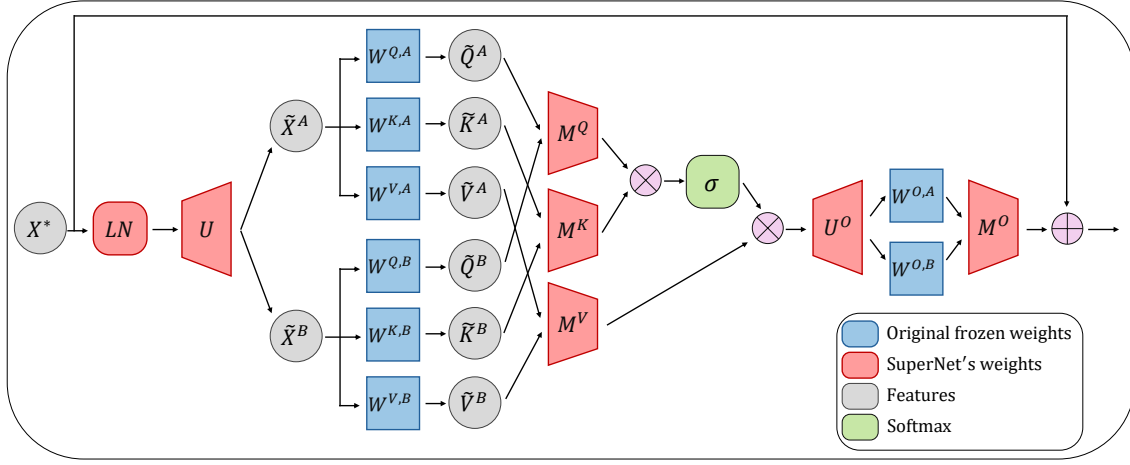 X*
LN
U
X̃^A
X̃^B
W^{Q,A}
W^{K,A}
W^{V,A}
W^{Q,B}
W^{K,B}
W^{V,B}
Q̃^A
K̃^A
Ṽ^A
Q̃^B
K̃^B
Ṽ^B
M^Q
M^K
M^V
σ
U^O
W^{O,A}
W^{O,B}
M^O
Original frozen weights
SuperNet's weights
Features
Softmax